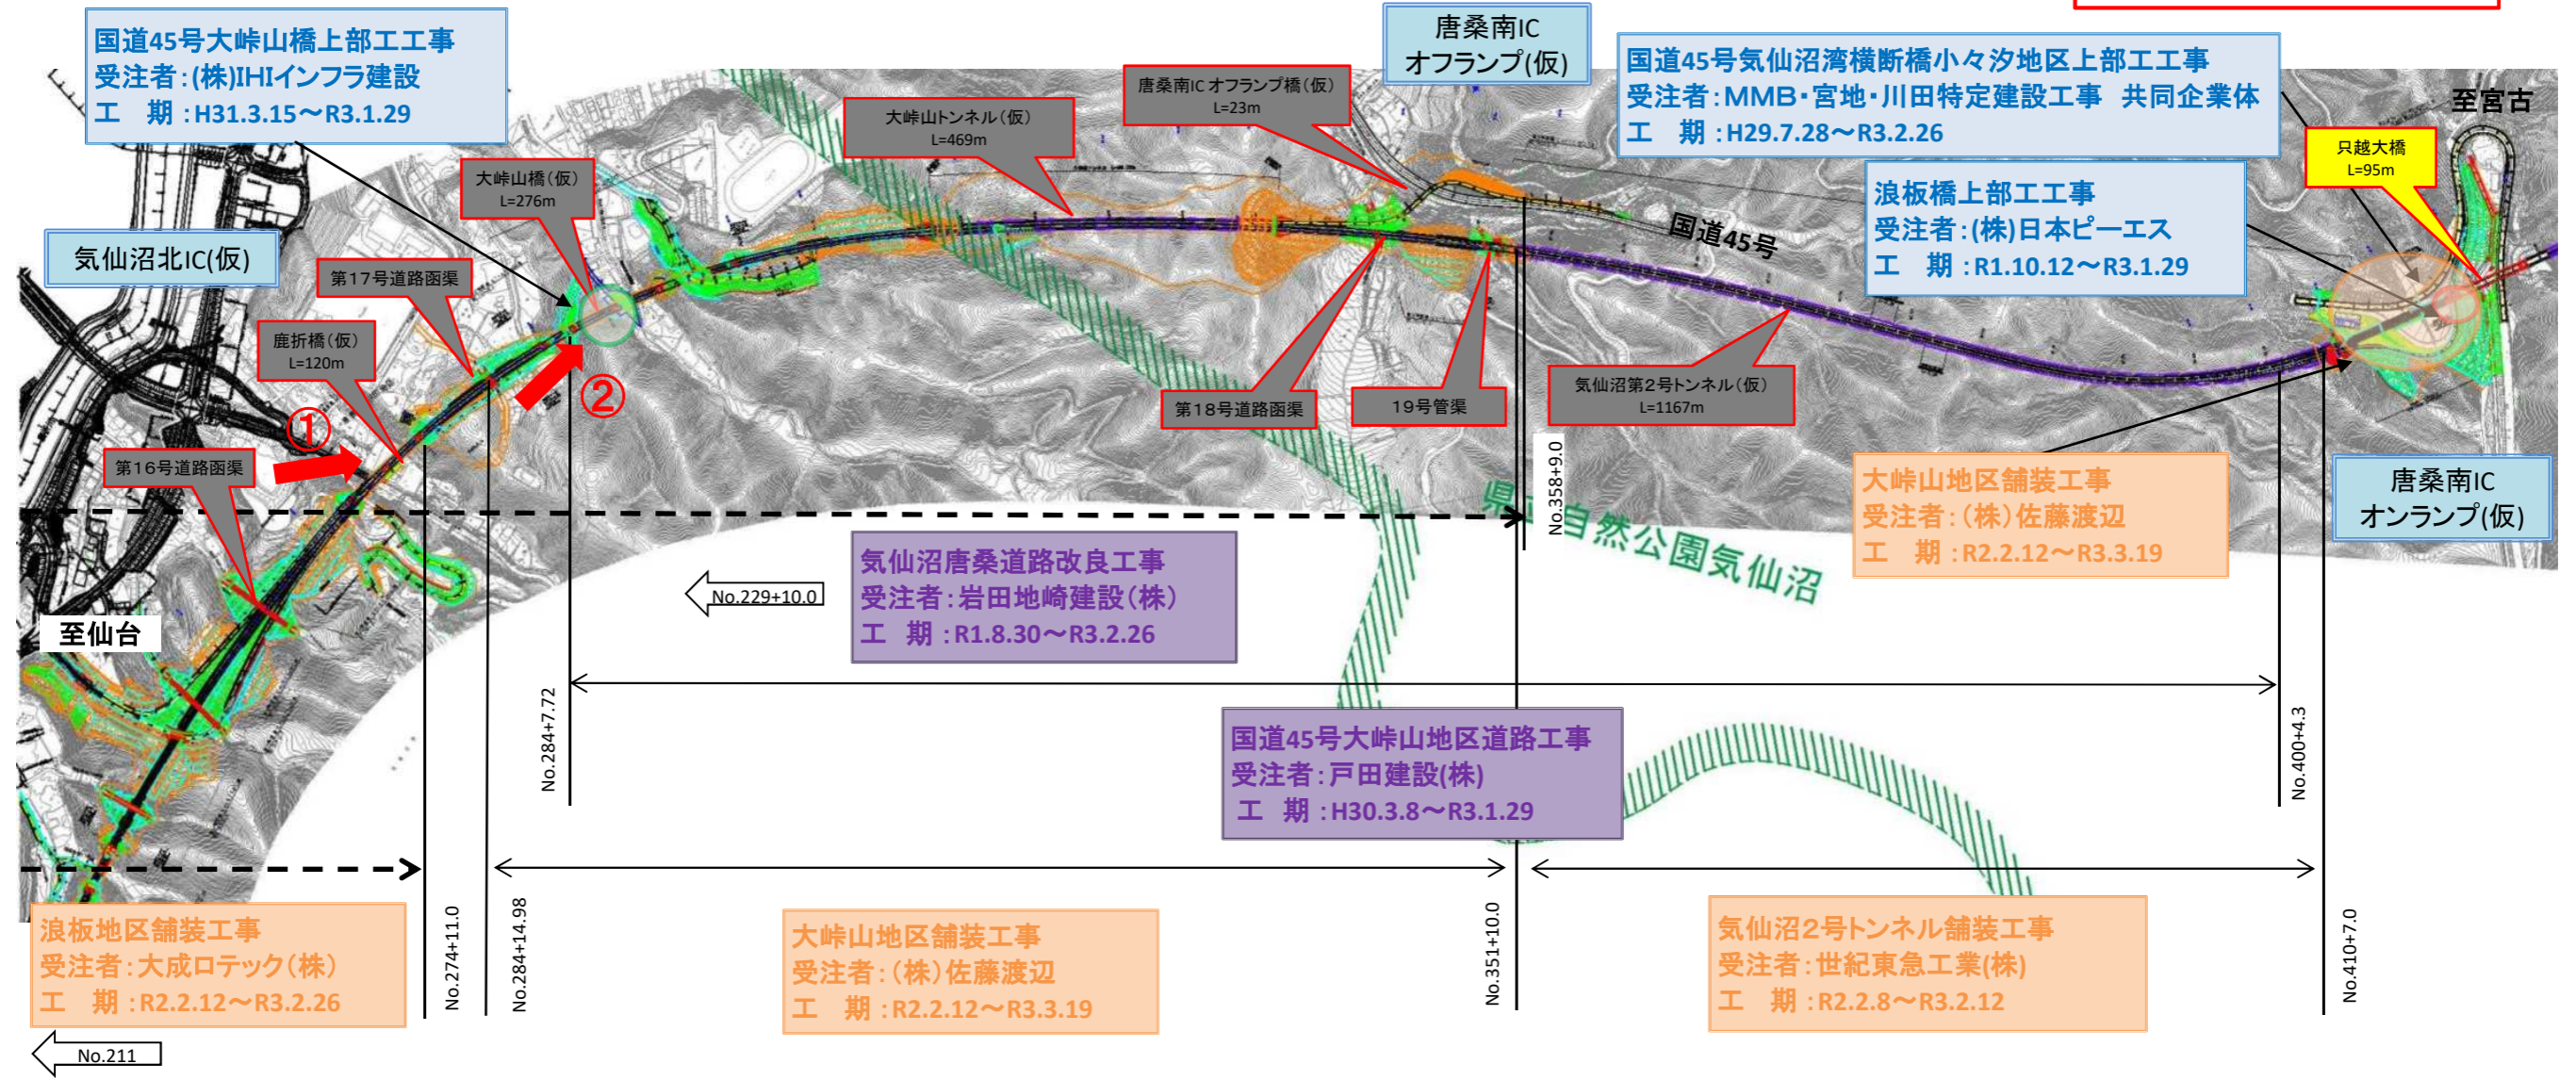 国道45号大峠山橋上部工工事
受注者:(株)IHIインフラ建設
工　期:H31.3.15～R3.1.29
唐桑南IC
オフランプ(仮)
国道45号気仙沼湾横断橋小々汐地区上部工工事
受注者:MMB・宮地・川田特定建設工事　共同企業体
工　期:H29.7.28～R3.2.26
至宮古
唐桑南IC オフランプ橋(仮)
L=23m
大峠山トンネル(仮)
L=469m
只越大橋
L=95m
大峠山橋(仮)
L=276m
浪板橋上部工工事
受注者:(株)日本ピーエス
工　期:R1.10.12～R3.1.29
気仙沼北IC(仮)
第17号道路函渠
国道45号
鹿折橋(仮)
L=120m
②
①
第16号道路函渠
第18号道路函渠
19号管渠
気仙沼第2号トンネル(仮)
L=1167m
No.358+9.0
大峠山地区舗装工事
受注者:(株)佐藤渡辺
工　期:R2.2.12～R3.3.19
唐桑南IC
オンランプ(仮)
自然公園気仙沼
気仙沼唐桑道路改良工事
受注者:岩田地崎建設(株)
工　期:R1.8.30～R3.2.26
No.229+10.0
至仙台
No.284+7.72
国道45号大峠山地区道路工事
受注者:戸田建設(株)
工　期:H30.3.8～R3.1.29
No.400+4.3
浪板地区舗装工事
受注者:大成ロテック(株)
工　期:R2.2.12～R3.2.26
No.274+11.0
No.284+14.98
大峠山地区舗装工事
受注者:(株)佐藤渡辺
工　期:R2.2.12～R3.3.19
No.351+10.0
気仙沼2号トンネル舗装工事
受注者:世紀東急工業(株)
工　期:R2.2.8～R3.2.12
No.410+7.0
No.211